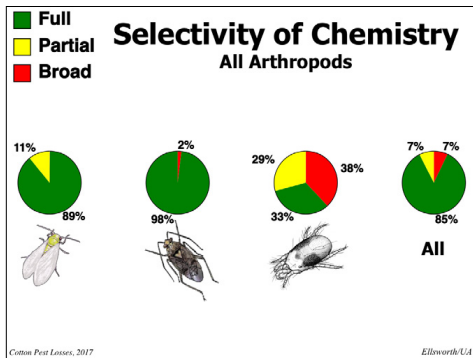 Full
Partial
Broad
Selectivity of Chemistry
All Arthropods
11%
89%
2%
98%
29%
38%
33%
7%
7%
85%
All
Cotton Pest Losses, 2017
Ellsworth/UA